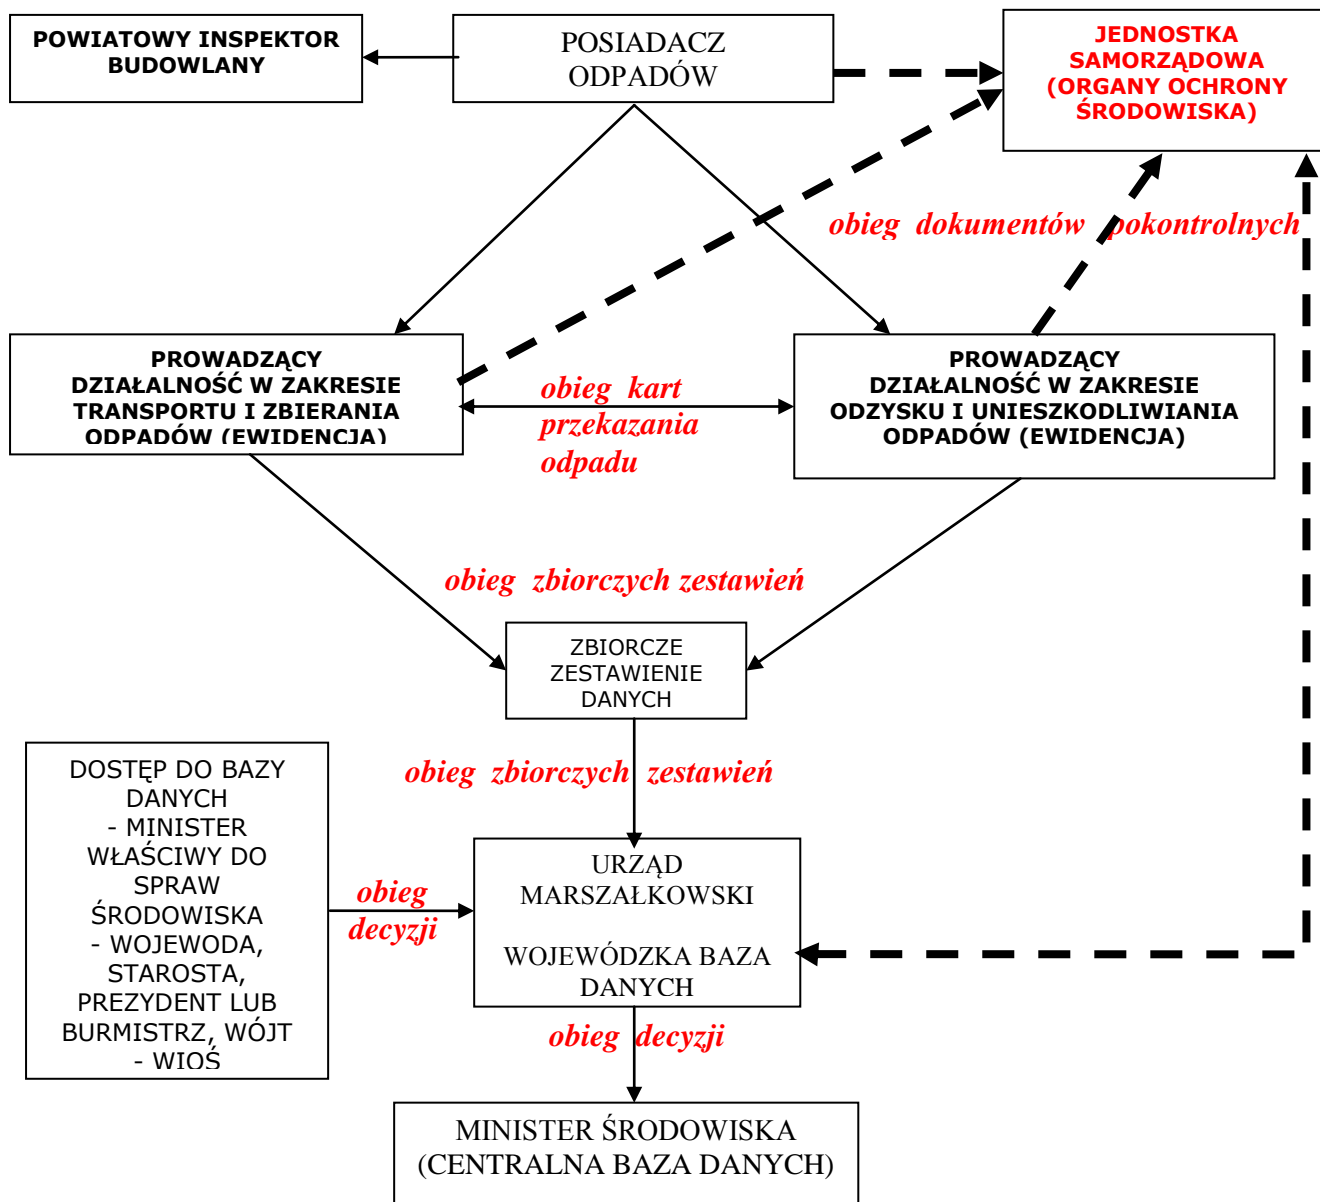 POWIATOWY INSPEKTOR
BUDOWLANY
POSIADACZ
ODPADÓW
JEDNOSTKA
SAMORZĄDOWA
(ORGANY OCHRONY
ŚRODOWISKA)
obieg dokumentów pokontrolnych
PROWADZĄCY
DZIAŁALNOŚĆ W ZAKRESIE
TRANSPORTU I ZBIERANIA
ODPADÓW (EWIDENCJA)
obieg kart
przekazania
odpadu
PROWADZĄCY
DZIAŁALNOŚĆ W ZAKRESIE
ODZYSKU I UNIESZKODLIWIANIA
ODPADÓW (EWIDENCJA)
obieg zbiorczych zestawień
ZBIORCZE
ZESTAWIENIE
DANYCH
obieg zbiorczych zestawień
DOSTĘP DO BAZY
DANYCH
- MINISTER
WŁAŚCIWY DO
SPRAW
ŚRODOWISKA
- WOJEWODA,
STAROSTA,
PREZYDENT LUB
BURMISTRZ, WÓJT
- WIOŚ
obieg
decyzji
URZĄD
MARSZAŁKOWSKI
WOJEWÓDZKA BAZA
DANYCH
obieg decyzji
MINISTER ŚRODOWISKA
(CENTRALNA BAZA DANYCH)